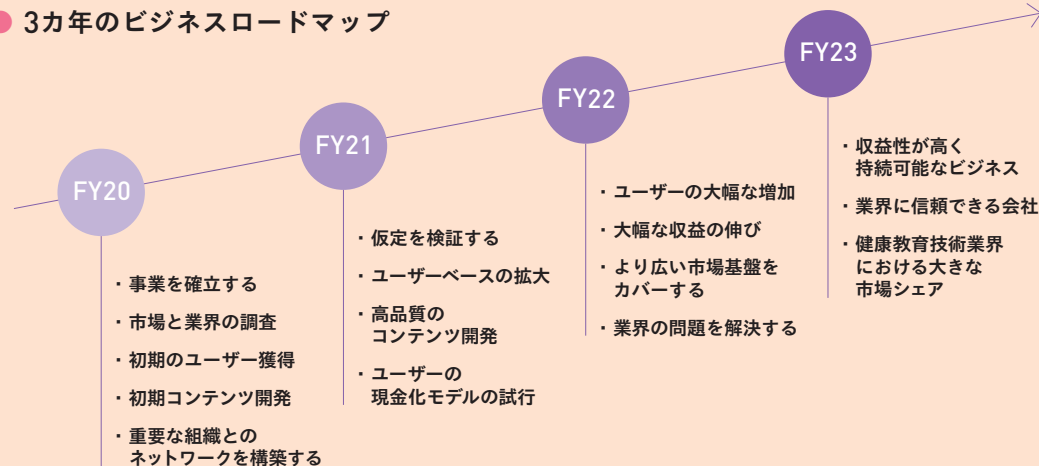 3カ年のビジネスロードマップ
FY20
・事業を確立する
・市場と業界の調査
・初期のユーザー獲得
・初期コンテンツ開発
・重要な組織との
ネットワークを構築する
FY21
・仮定を検証する
・ユーザーベースの拡大
・高品質の
コンテンツ開発
・ユーザーの
現金化モデルの試行
FY22
・ユーザーの大幅な増加
・大幅な収益の伸び
・より広い市場基盤を
カバーする
・業界の問題を解決する
FY23
・収益性が高く
持続可能なビジネス
・業界に信頼できる会社
・健康教育技術業界
における大きな
市場シェア